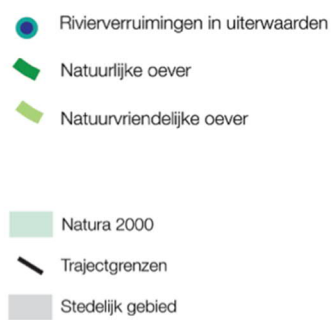 Rivierverruimingen in uiterwaarden
Natuurlijke oever
Natuurvriendelijke oever
Natura 2000
Trajectgrenzen
Stedelijk gebied